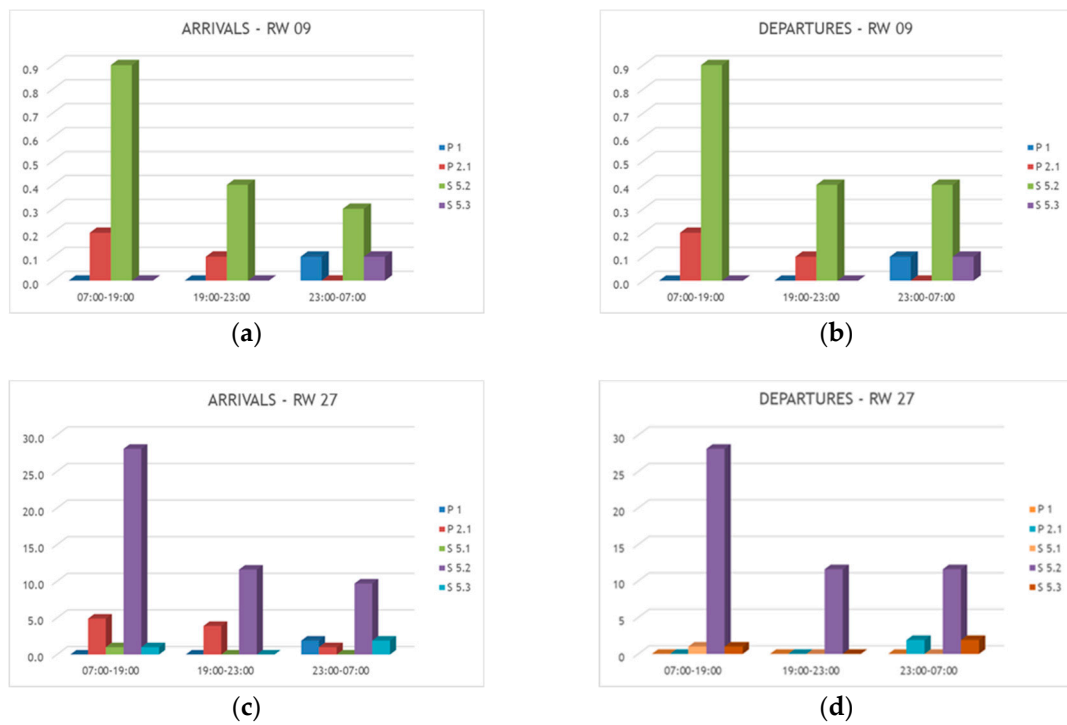 ARRIVALS - RW 09
0.9
0.8
0.7
0.6
0.5
0.4
0.3
0.2
0.1
0.0
07:00-19:00 19:00-23:00 23:00-07:00
P 1
P 2.1
S 5.2
S 5.3
(a)
DEPARTURES - RW 09
0.9
0.8
0.7
0.6
0.5
0.4
0.3
0.2
0.1
0.0
07:00-19:00 19:00-23:00 23:00-07:00
P 1
P 2.1
S 5.2
S 5.3
(b)
ARRIVALS - RW 27
30.0
25.0
20.0
15.0
10.0
5.0
0.0
07:00-19:00 19:00-23:00 23:00-07:00
P 1
P 2.1
S 5.1
S 5.2
S 5.3
(c)
DEPARTURES - RW 27
30
25
20
15
10
5
0
07:00-19:00 19:00-23:00 23:00-07:00
P 1
P 2.1
S 5.1
S 5.2
S 5.3
(d)